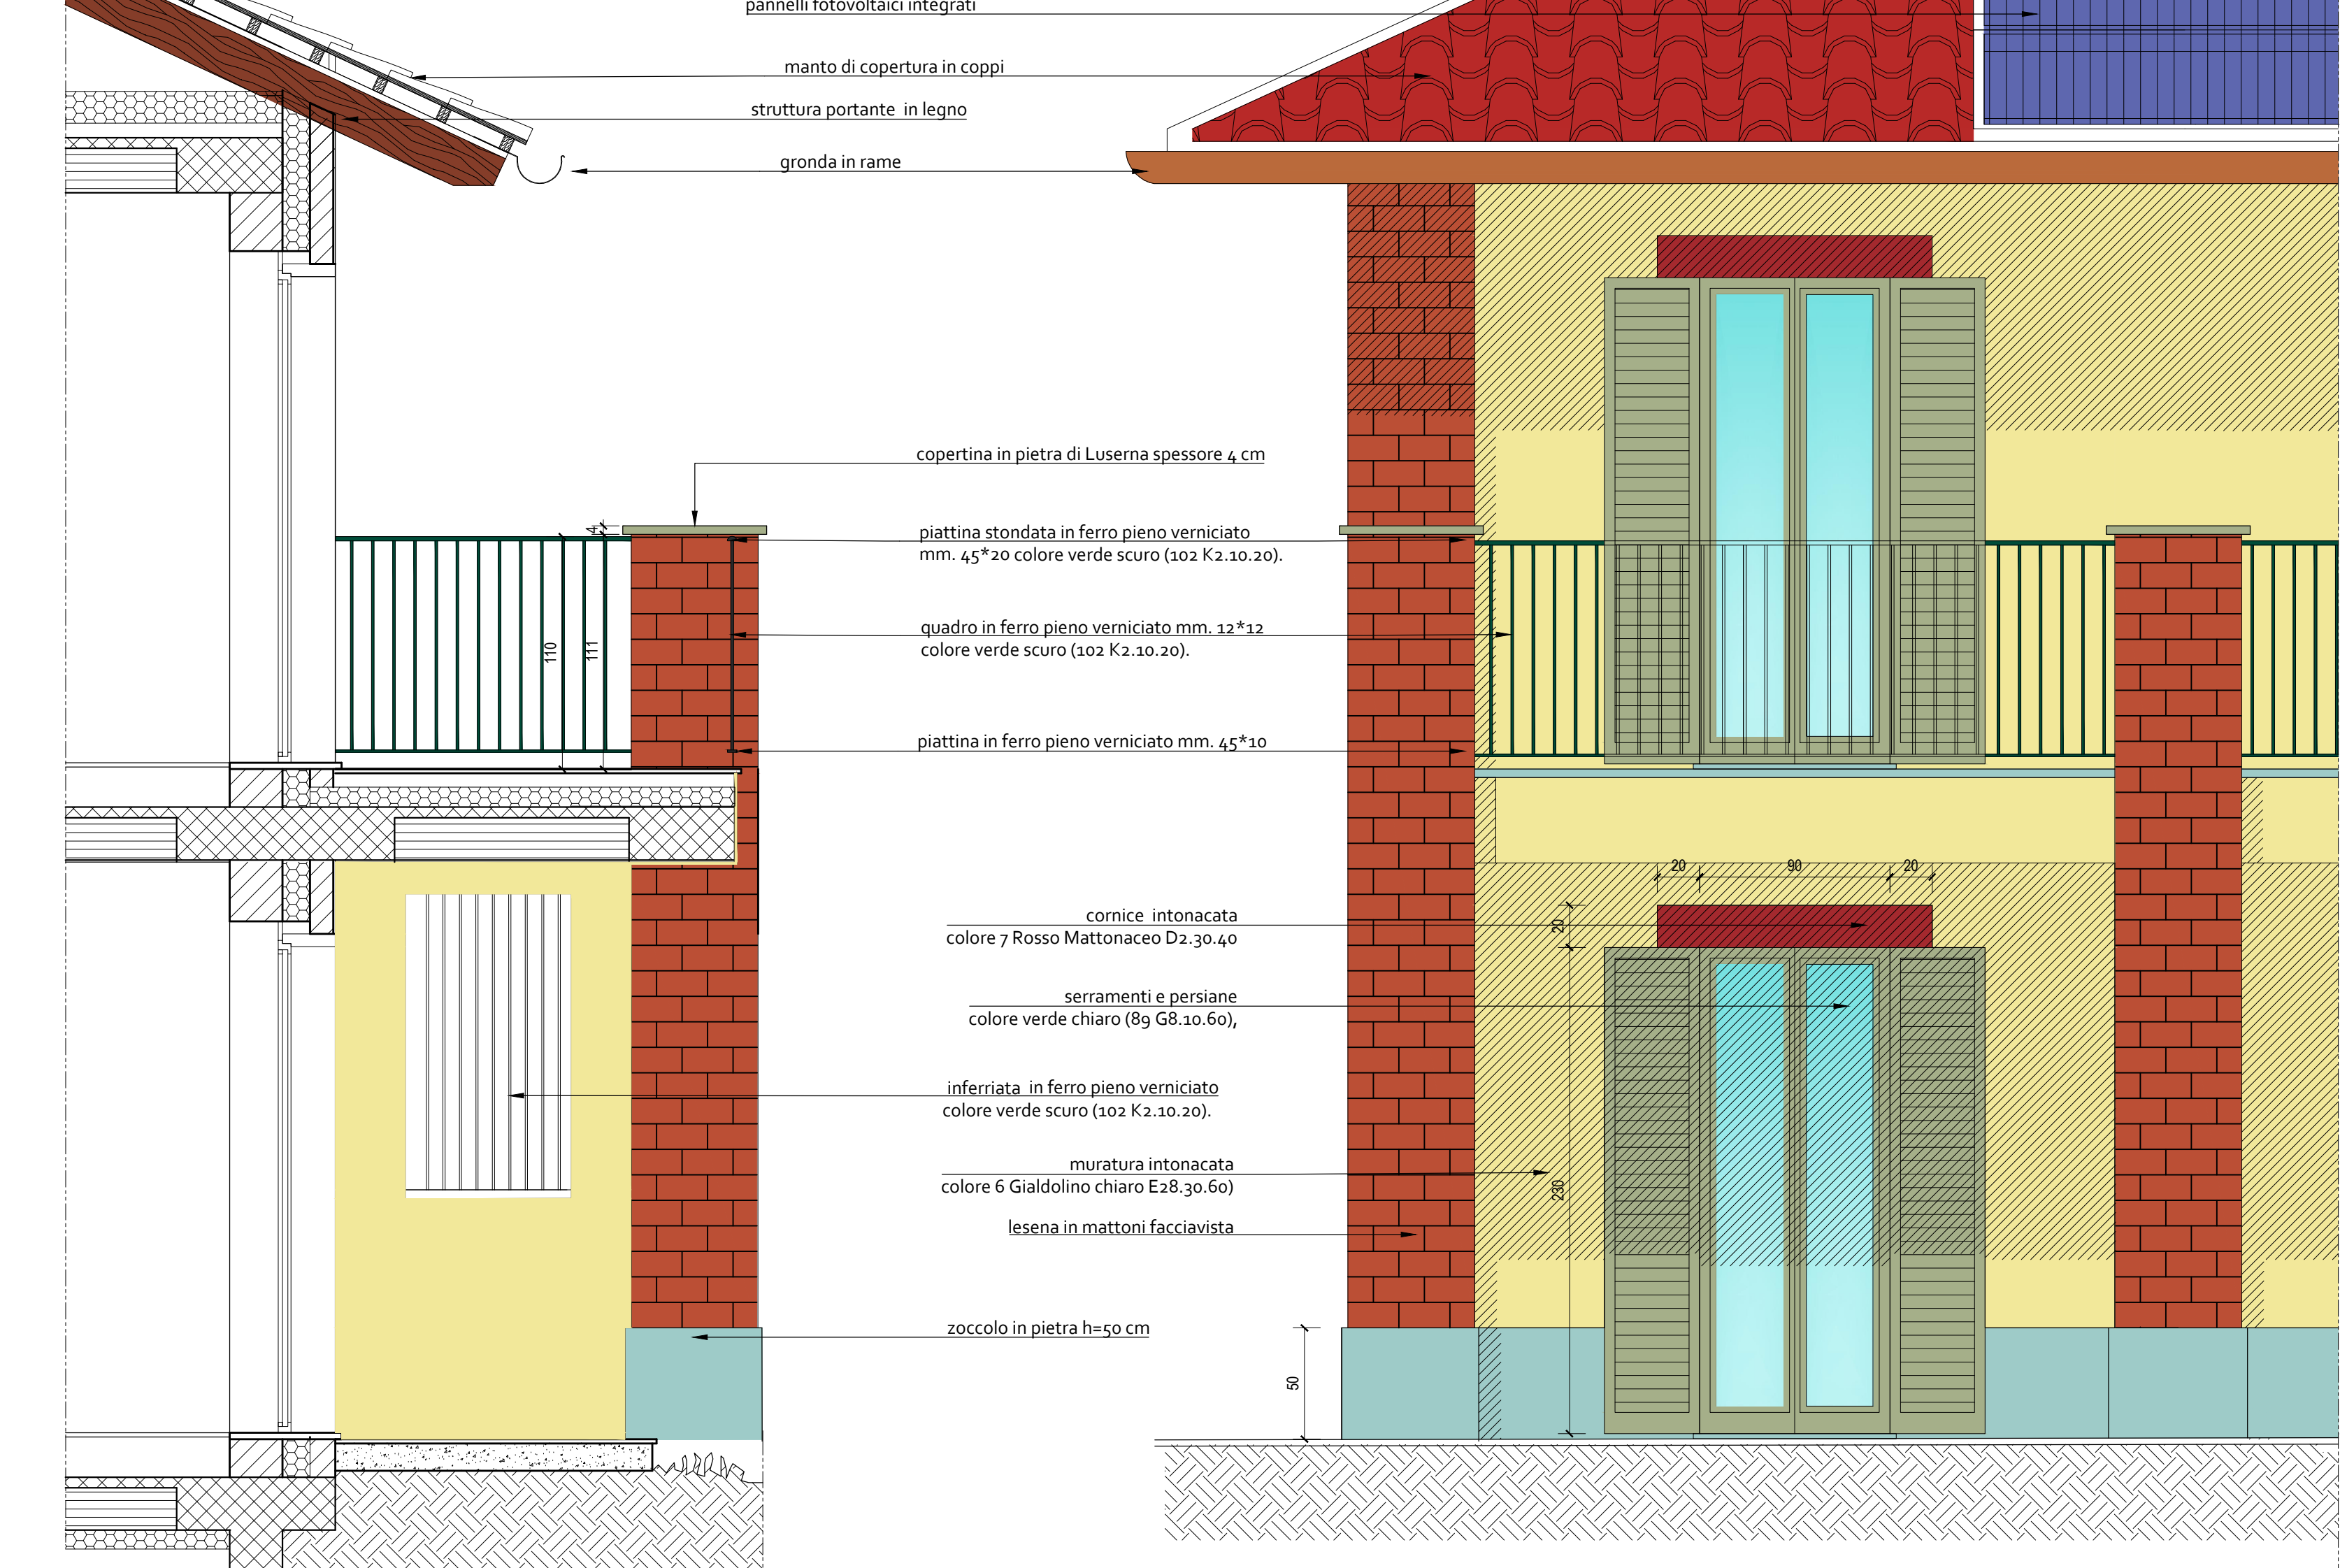 pannelli fotovoltaici integrati
manto di copertura in coppi
struttura portante in legno
gronda in rame
copertina in pietra di Luserna spessore 4 cm
4
piattina stondata in ferro pieno verniciato
mm. 45*20 colore verde scuro (102 K2.10.20).
110
111
quadro in ferro pieno verniciato mm. 12*12
colore verde scuro (102 K2.10.20).
piattina in ferro pieno verniciato mm. 45*10
20
90
20
20
cornice intonacata
colore 7 Rosso Mattonaceo D2.30.40
serramenti e persiane
colore verde chiaro (89 G8.10.60),
inferriata in ferro pieno verniciato
colore verde scuro (102 K2.10.20).
muratura intonacata
colore 6 Gialdolino chiaro E28.30.60)
230
lesena in mattoni facciavista
zoccolo in pietra h=50 cm
50